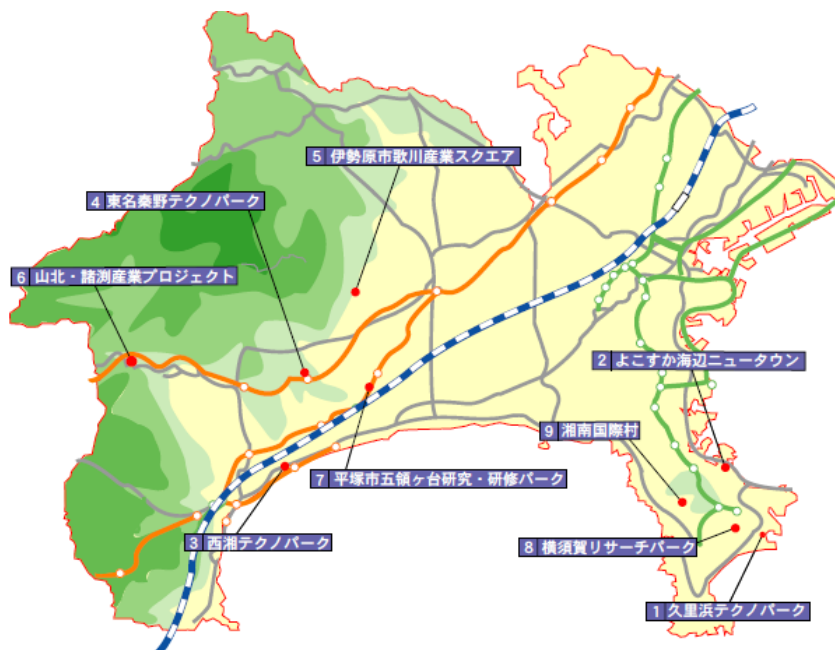 5 伊勢原市歌川産業スクエア
4 東名秦野テクノパーク
6 山北・諸渕産業プロジェクト
2 よこすか海辺ニュータウン
9 湘南国際村
7 平塚市五領ヶ台研究・研修パーク
3 西湘テクノパーク
8 横須賀リサーチパーク
1 久里浜テクノパーク